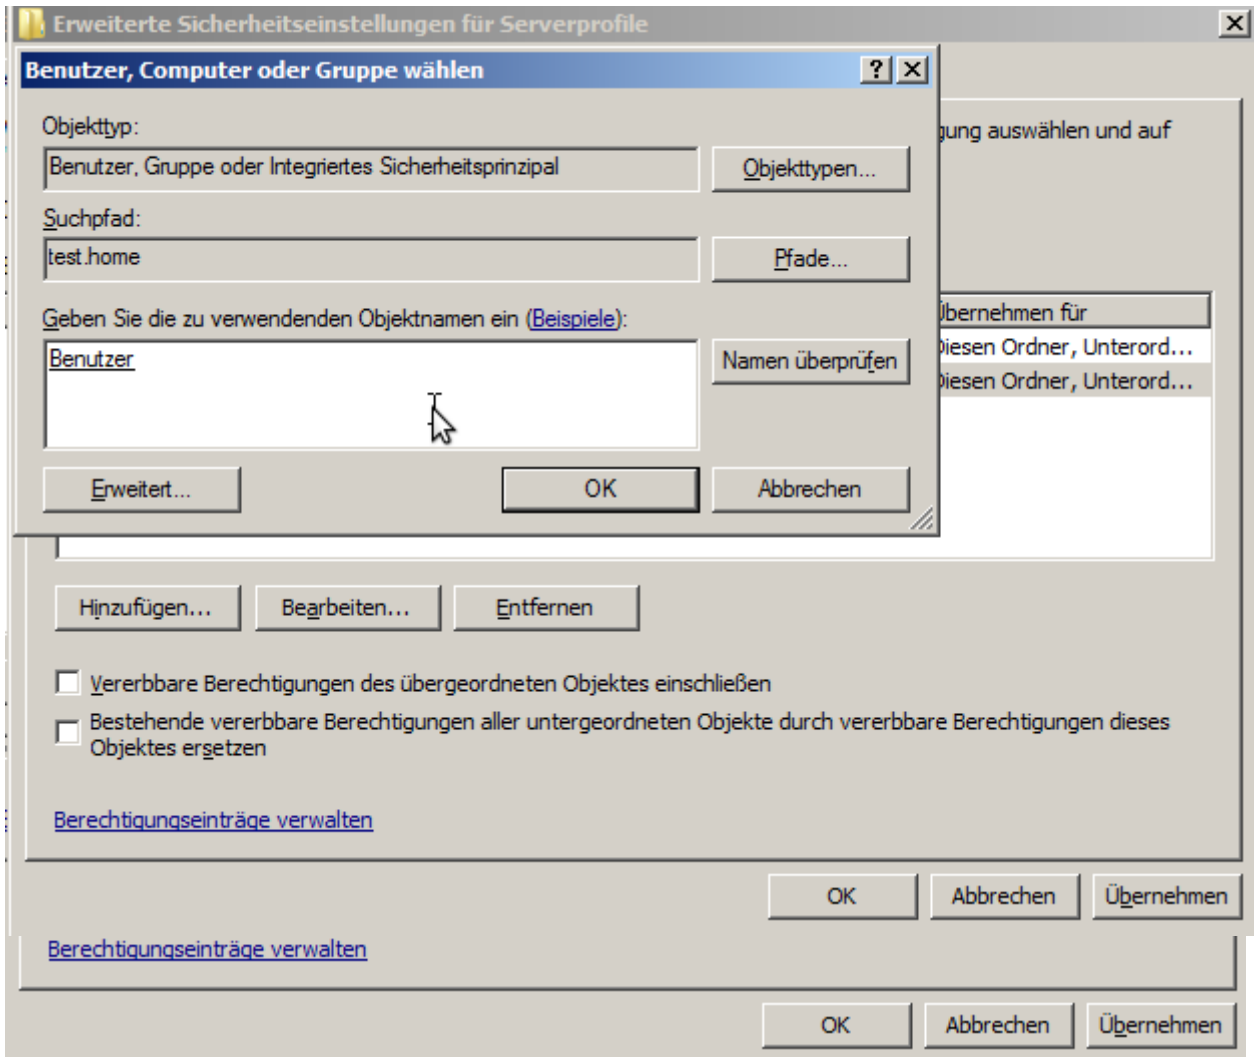 Erweiterte Sicherheitseinstellungen für Serverprofile
Benutzer, Computer oder Gruppe wählen
Objekttyp:
Benutzer, Gruppe oder Integriertes Sicherheitsprinzipal
Objekttypen...
Suchpfad:
test.home
Pfade...
Geben Sie die zu verwendenden Objektnamen ein (Beispiele):
Benutzer
Namen überprüfen
Erweitert...
OK
Abbrechen
auswählen und auf
Übernehmen für
Diesen Ordner, Unterord...
Diesen Ordner, Unterord...
Hinzufügen...
Bearbeiten...
Entfernen
Vererbbare Berechtigungen des übergeordneten Objektes einschließen
Bestehende vererbbare Berechtigungen aller untergeordneten Objekte durch vererbbare Berechtigungen dieses
Objektes ersetzen
Berechtigungseinträge verwalten
OK
Abbrechen
Übernehmen
Berechtigungseinträge verwalten
OK
Abbrechen
Übernehmen